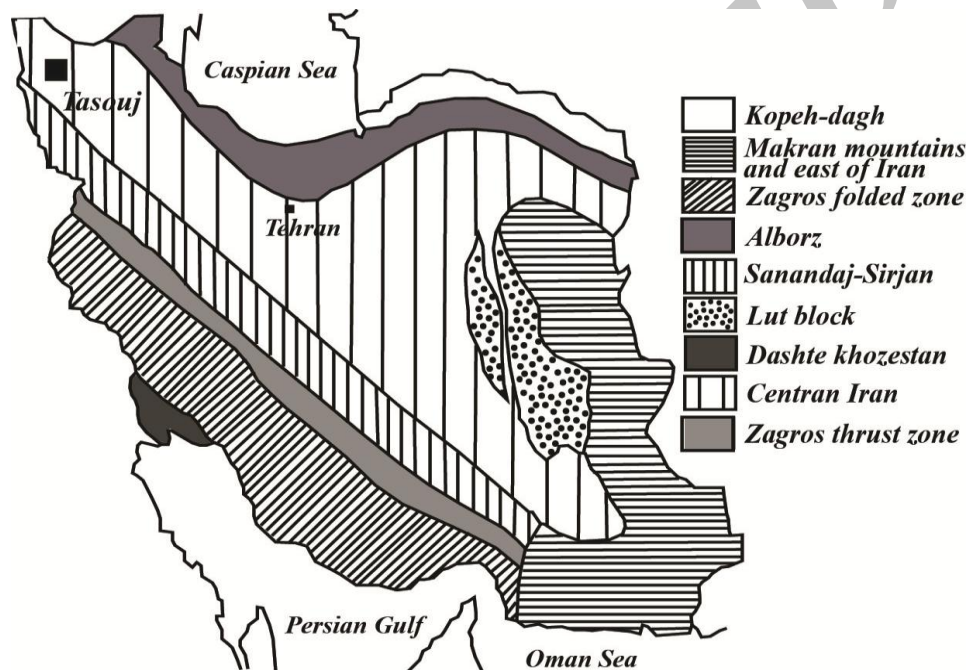 Caspian Sea
Tasouj
Tehran
Persian Gulf
Oman Sea
Kopeh-dagh
Makran mountains
and east of Iran
Zagros folded zone
Alborz
Sanandaj-Sirjan
Lut block
Dashte khozestan
Centran Iran
Zagros thrust zone